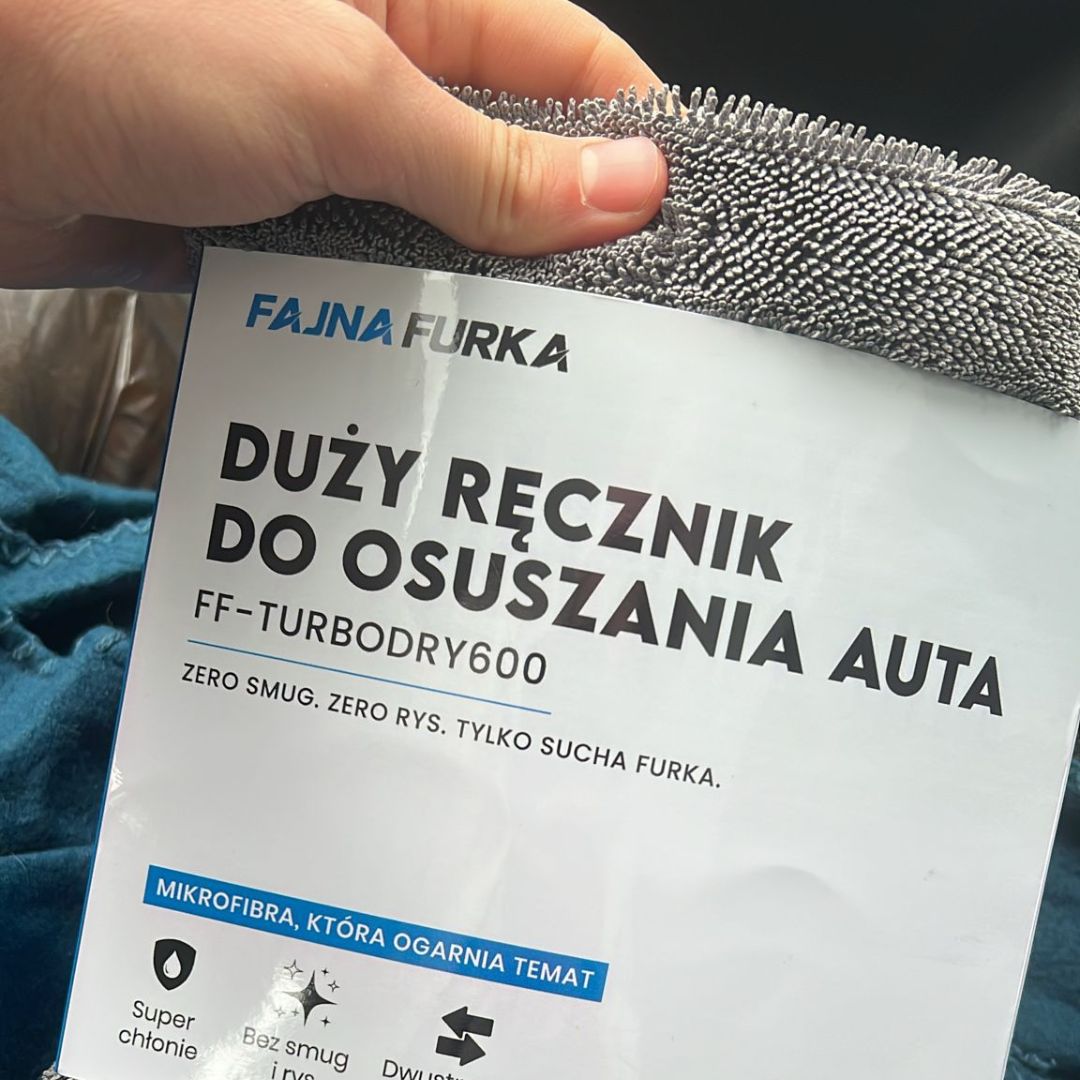 FAJNA FURKA
DUŻY RĘCZNIK
DO OSUSZANIA AUTA
FF-TURBODRY600
ZERO SMUG. ZERO RYS. TYLKO SUCHA FURKA.
MIKROFIBRA, KTÓRA OGARNIA TEMAT
Super
chłonie
Bez smug
i rys